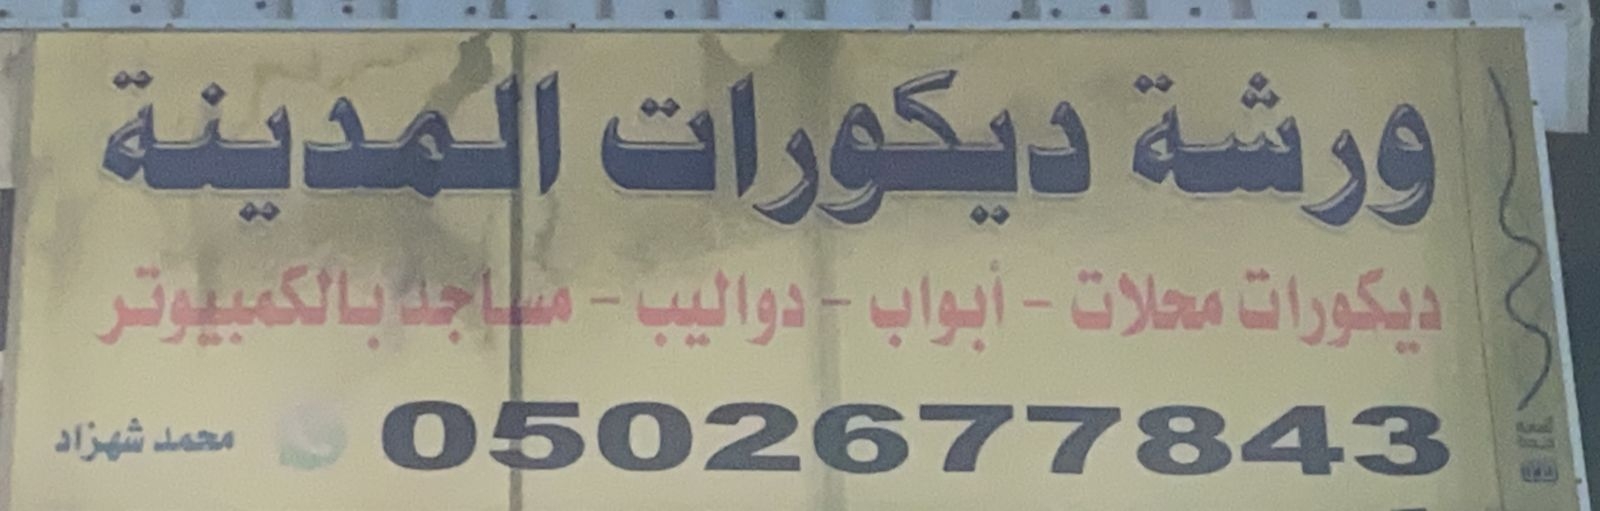 ورشة ديكورات المدينة
ديكورات محلات - أبواب - دواليب - مساجد بالكمبيوتر
0502677843 محمد شهزاد